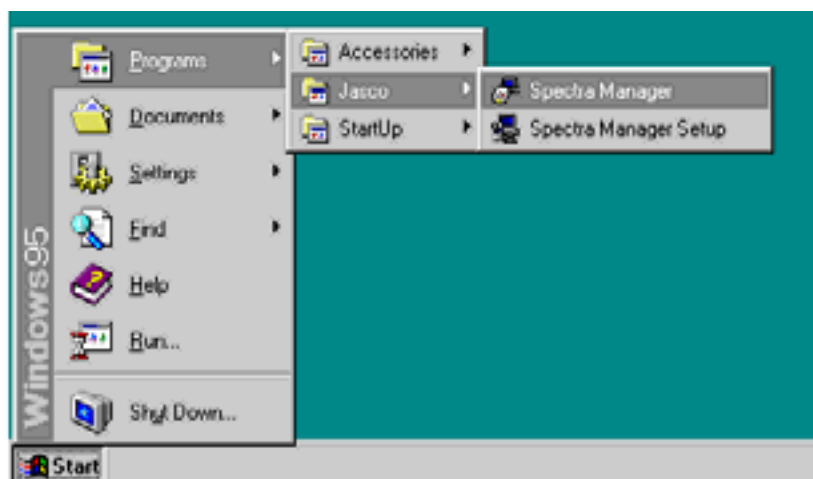 Programs
Documents
Settings
Find
Help
Run...
Shut Down...
Windows95
Start
Accessories
Jasco
StartUp
Spectra Manager
Spectra Manager Setup